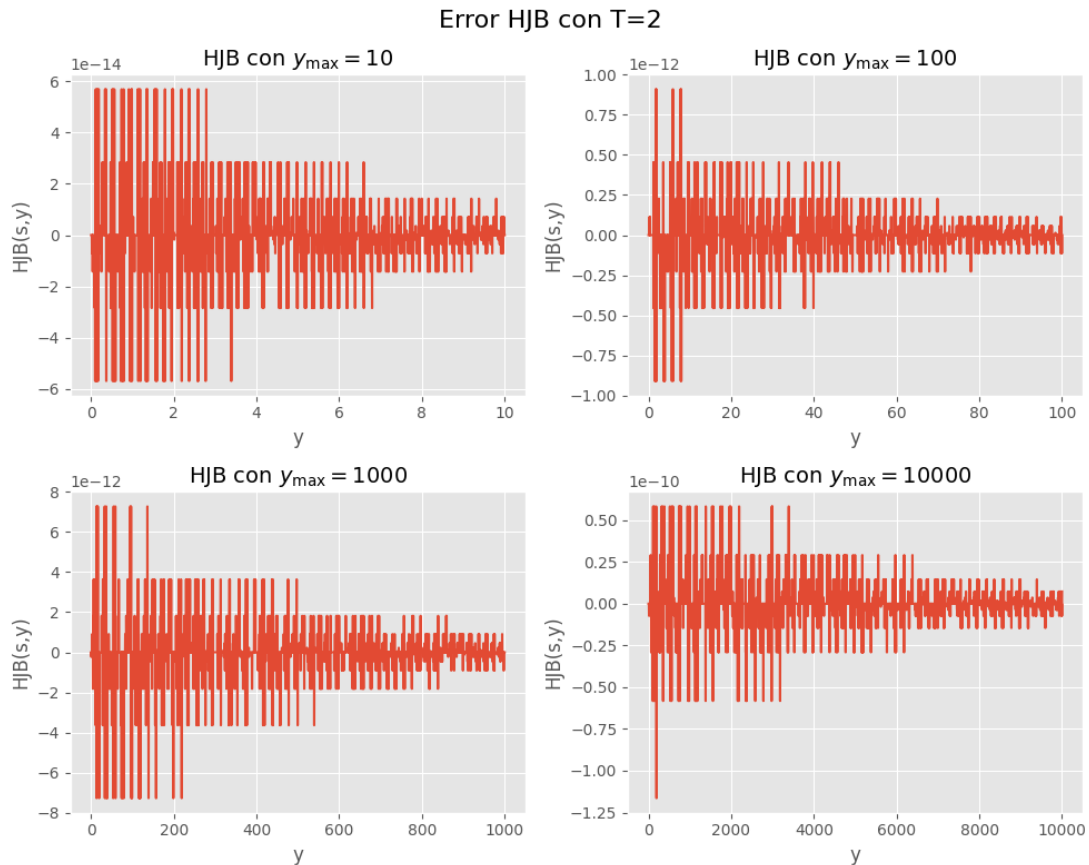 Error HJB con T=2
HJB con y_max = 10
1e−14
6
4
2
0
−2
−4
−6
HJB(s,y)
0 2 4 6 8 10
y
HJB con y_max = 100
1e−12
1.00
0.75
0.50
0.25
0.00
−0.25
−0.50
−0.75
−1.00
HJB(s,y)
0 20 40 60 80 100
y
HJB con y_max = 1000
1e−12
8
6
4
2
0
−2
−4
−6
−8
HJB(s,y)
0 200 400 600 800 1000
y
HJB con y_max = 10000
1e−10
0.50
0.25
0.00
−0.25
−0.50
−0.75
−1.00
−1.25
HJB(s,y)
0 2000 4000 6000 8000 10000
y